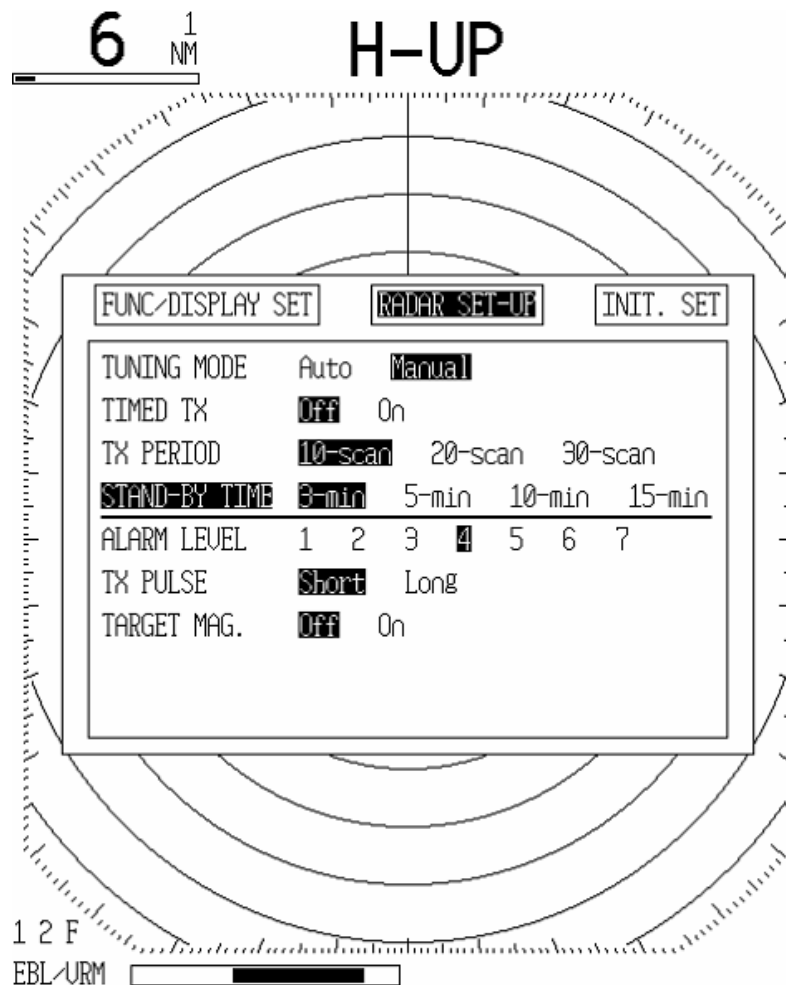 6 1 NM H-UP
FUNC/DISPLAY SET RADAR SET-UP INIT. SET
TUNING MODE Auto Manual
TIMED TX Off On
TX PERIOD 10-scan 20-scan 30-scan
STAND-BY TIME 3-min 5-min 10-min 15-min
ALARM LEVEL 1 2 3 4 5 6 7
TX PULSE Short Long
TARGET MAG. Off On
1 2 F
EBL/VRM